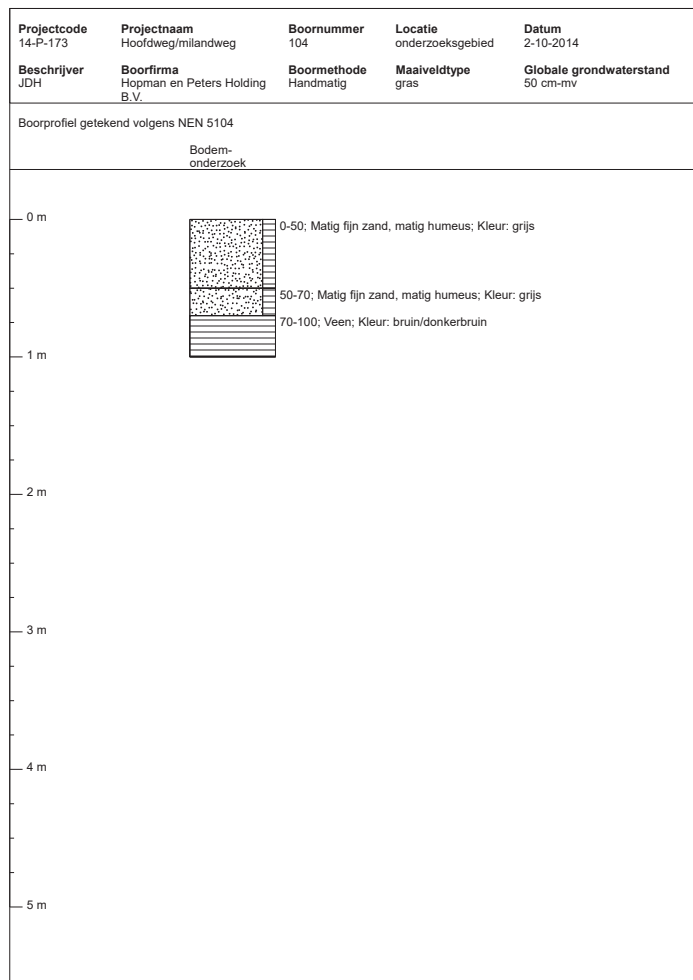 Projectcode Projectnaam Boornummer Locatie Datum
14-P-173 Hoofdweg/milandweg 104 onderzoeksgebied 2-10-2014
Beschrijver Boorfirma Boormethode Maaiveldtype Globale grondwaterstand
JDH Hopman en Peters Holding Handmatig gras 50 cm-mv
B.V.
Boorprofiel getekend volgens NEN 5104
Bodem-
onderzoek
0 m
0-50; Matig fijn zand, matig humeus; Kleur: grijs
50-70; Matig fijn zand, matig humeus; Kleur: grijs
70-100; Veen; Kleur: bruin/donkerbruin
1 m
2 m
3 m
4 m
5 m